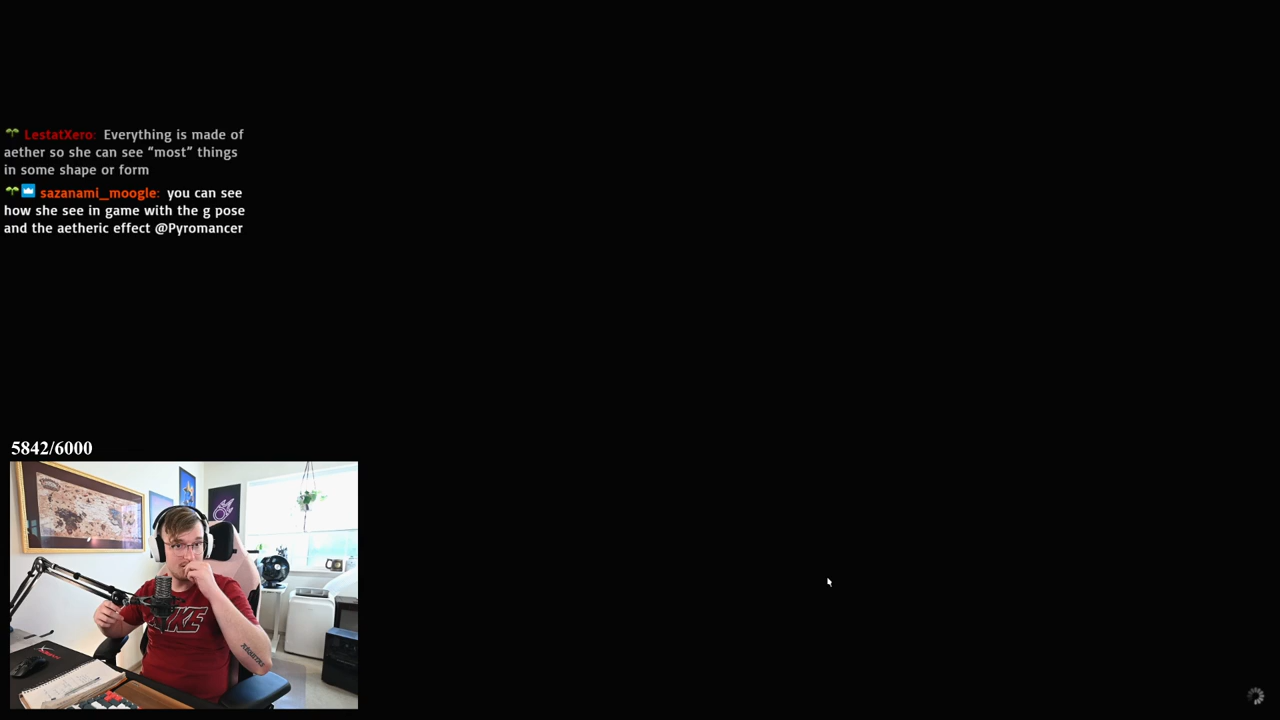 LestatXero: Everything is made of
aether so she can see “most” things
in some shape or form
sazanami_moogle: you can see
how she see in game with the g pose
and the aetheric effect @Pyromancer
5842/6000